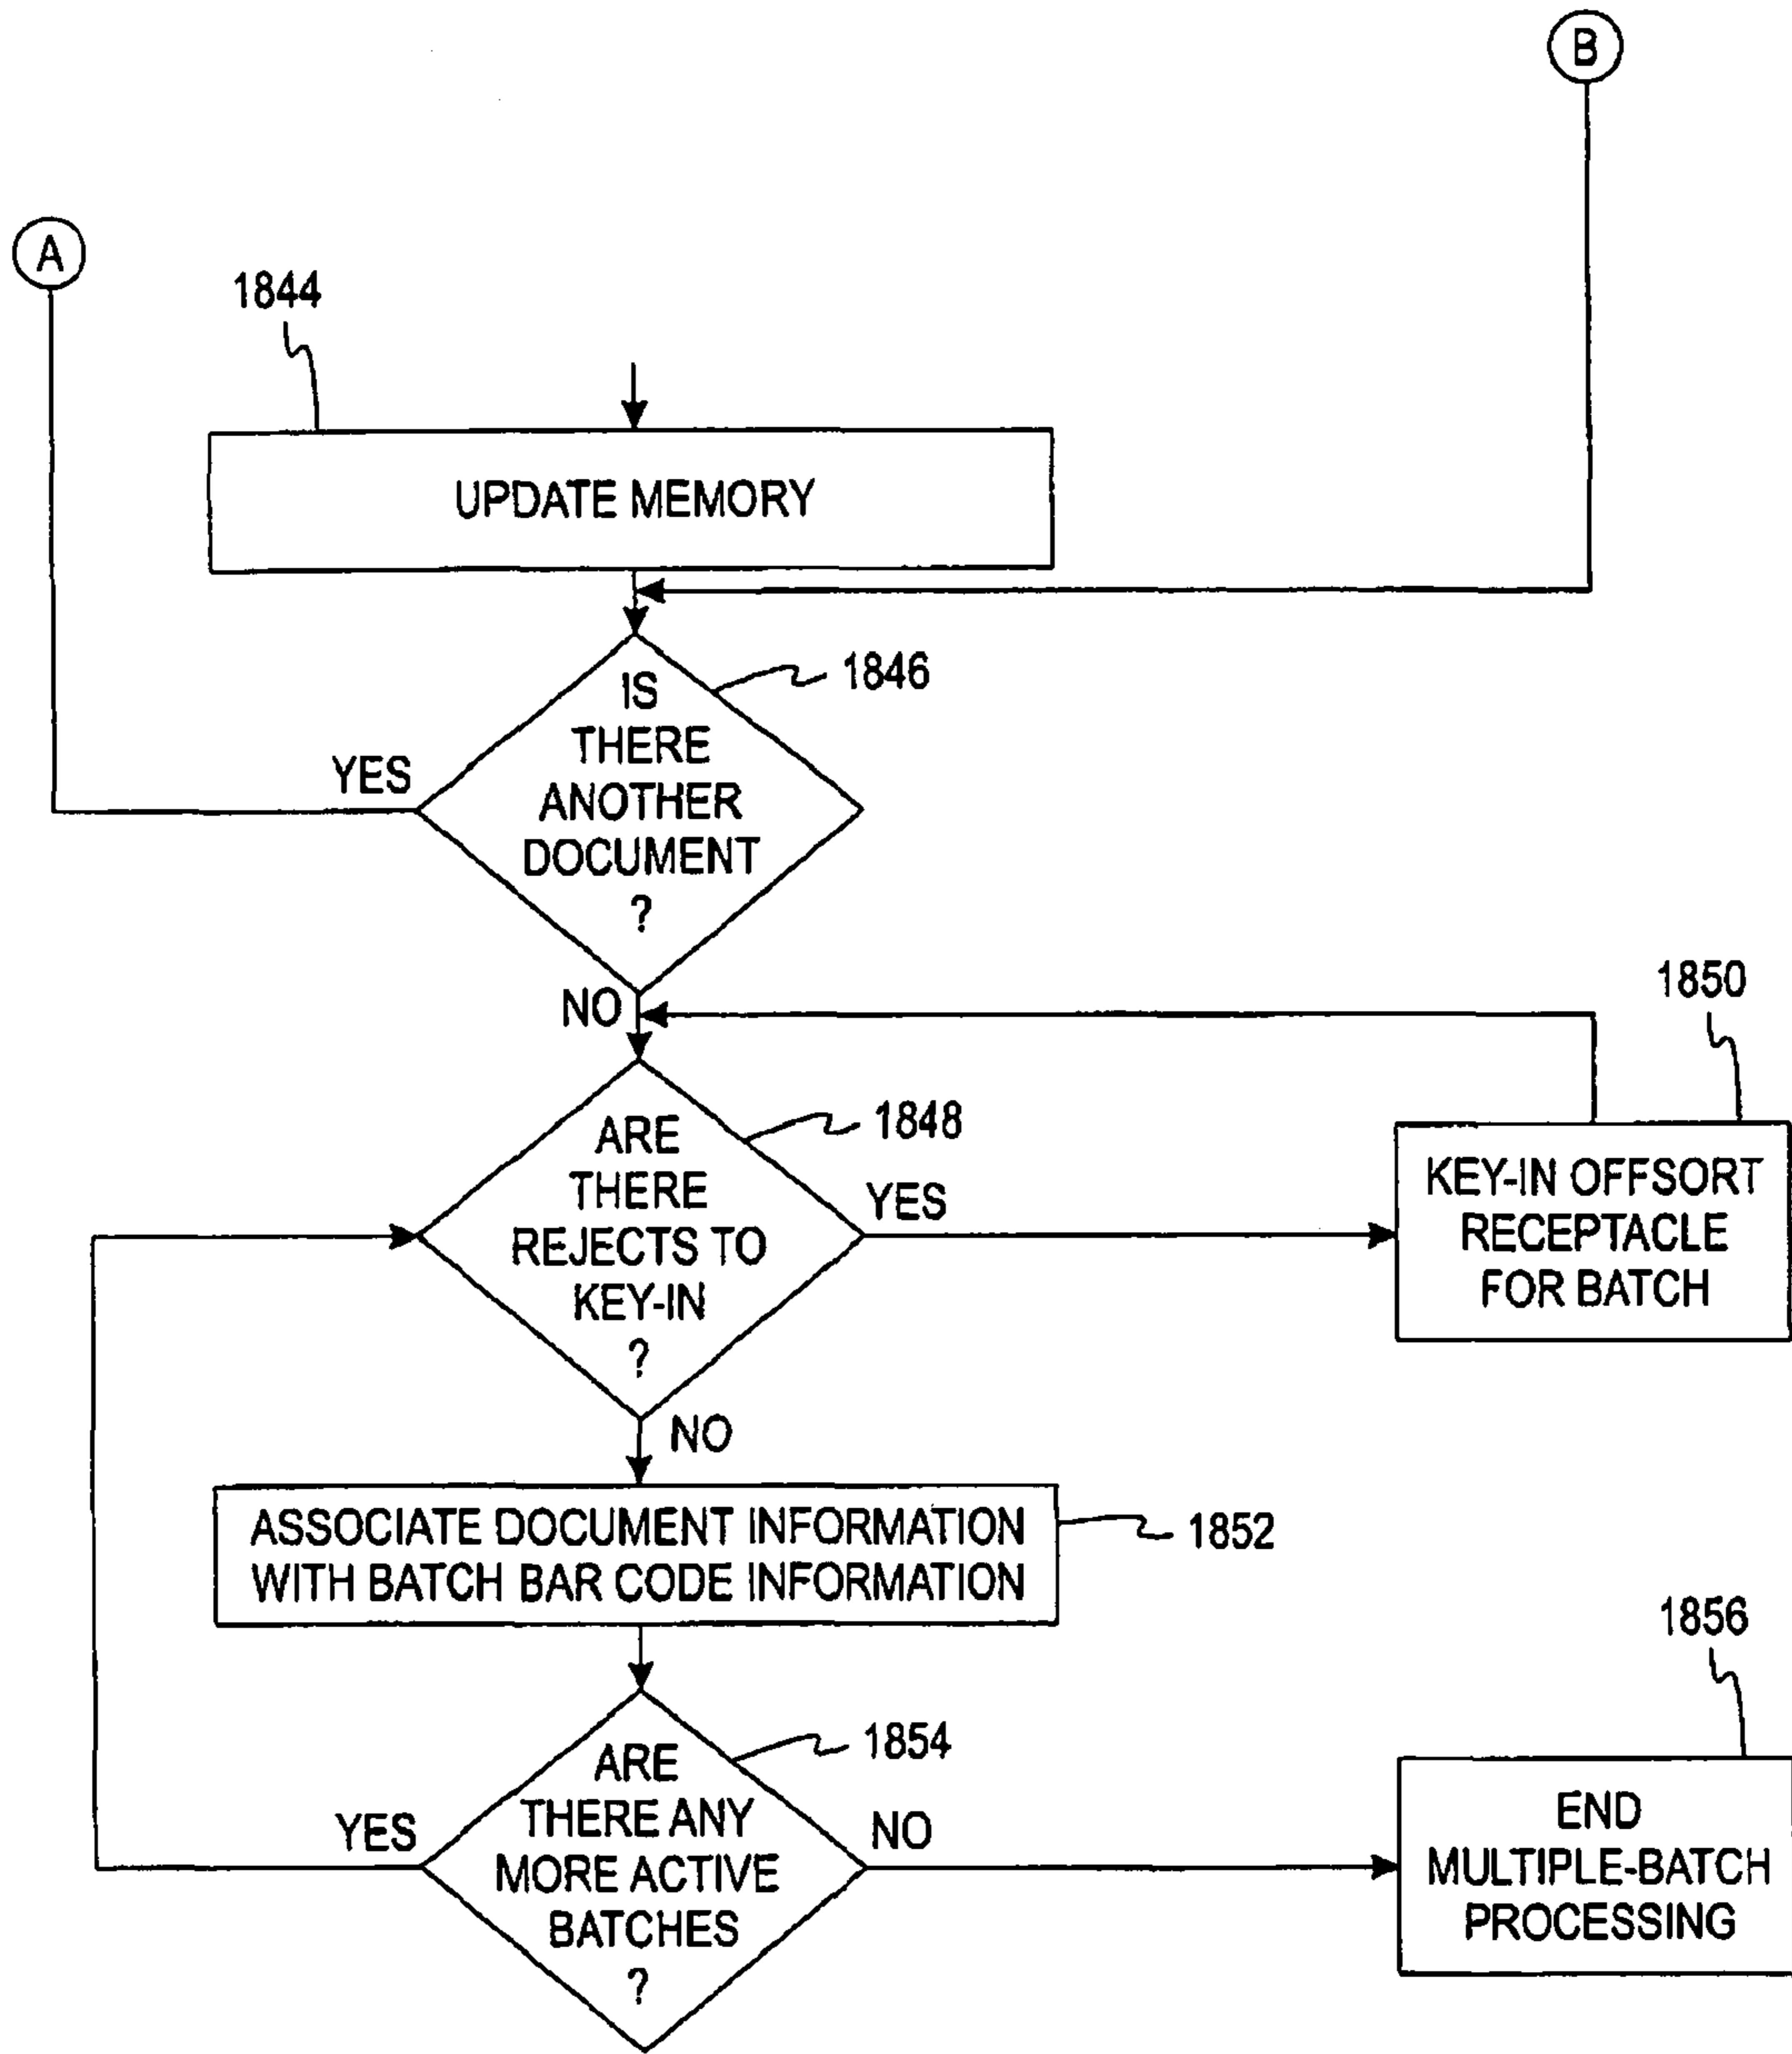 B
A
1844
UPDATE MEMORY
1846
IS
THERE
ANOTHER
DOCUMENT
?
YES
NO
1850
1848
ARE
THERE
REJECTS TO
KEY-IN
?
YES
KEY-IN OFFSORT
RECEPTACLE
FOR BATCH
NO
ASSOCIATE DOCUMENT INFORMATION
WITH BATCH BAR CODE INFORMATION
1852
1856
1854
ARE
THERE ANY
MORE ACTIVE
BATCHES
?
YES
NO
END
MULTIPLE-BATCH
PROCESSING